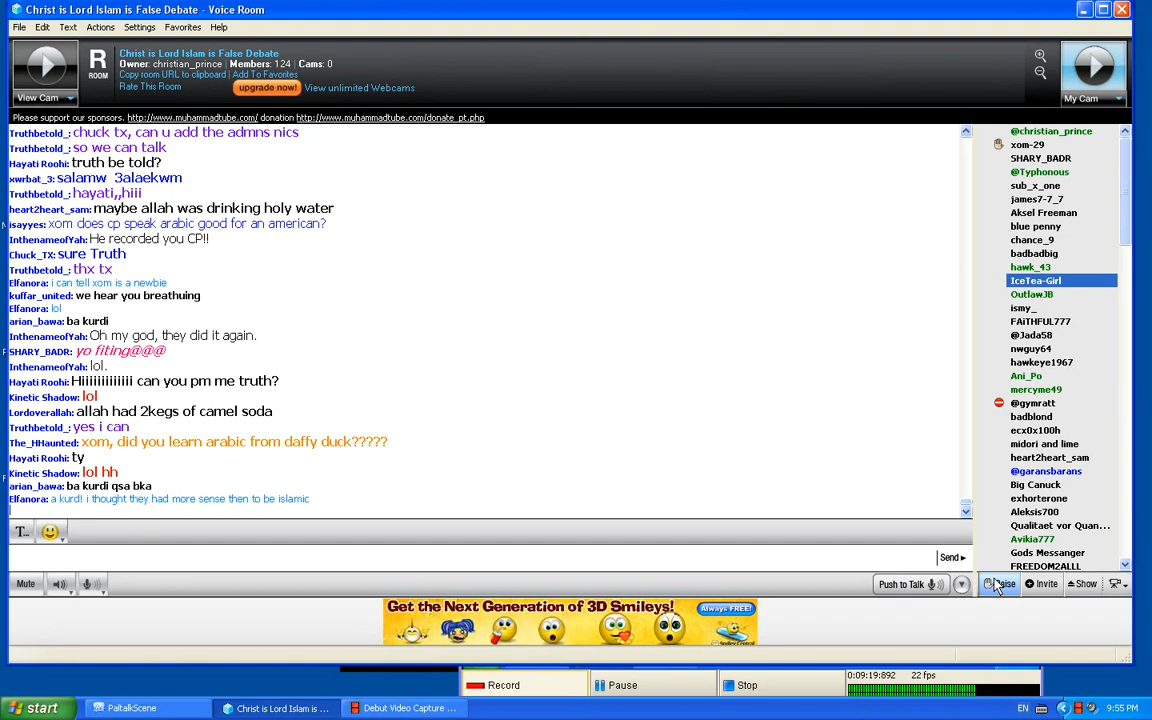 Christ is Lord Islam is False Debate - Voice Room
File Edit Text Actions Settings Favorites Help
View Cam
R
ROOM
Christ is Lord Islam is False Debate
Owner: christian_prince | Members: 124 | Cams: 0
Copy room URL to clipboard | Add To Favorites
Rate This Room
upgrade now! View unlimited Webcams
My Cam
Please support our sponsors. http://www.muhammadtube.com/ donation http://www.muhammadtube.com/donate_pt.php
Truthbetold_: chuck tx, can u add the admns nics
Truthbetold_: so we can talk
Hayati Roohi: truth be told?
xwrbat_3: salamw 3alaekwm
Truthbetold_: hayati,,hiii
heart2heart_sam: maybe allah was drinking holy water
isayyes: xom does cp speak arabic good for an american?
InthenameofYah: He recorded you CP!!
Chuck_TX: sure Truth
Truthbetold_: thx tx
Elfanora: i can tell xom is a newbie
kuffar_united: we hear you breathuing
Elfanora: lol
arian_bawa: ba kurdi
InthenameofYah: Oh my god, they did it again.
SHARY_BADR: yo fiting@@@
InthenameofYah: lol.
Hayati Roohi: Hiiiiiiiiiiiii can you pm me truth?
Kinetic Shadow: lol
Lordoverallah: allah had 2kegs of camel soda
Truthbetold_: yes i can
The_HHaunted: xom, did you learn arabic from daffy duck?????
Hayati Roohi: ty
Kinetic Shadow: lol hh
arian_bawa: ba kurdi qsa bka
Elfanora: a kurd! i thought they had more sense then to be islamic
@christian_prince
xom-29
SHARY_BADR
@Typhonous
sub_x_one
james7-7_7
Aksel Freeman
blue penny
chance_9
badbadbig
hawk_43
IceTea-Girl
OutlawJB
ismy_
FAiTHFUL777
@Jada58
nwguy64
hawkeye1967
Ani_Po
mercyme49
@gymratt
badblond
ecx0x100h
midori and lime
heart2heart_sam
@garansbarans
Big Canuck
exhorterone
Aleksis700
Qualitaet vor Quan...
Avikia777
Gods Messanger
FREEDOM2ALLL
T...
Send
Mute
Push to Talk
Invite
Show
Get the Next Generation of 3D Smileys!
Always FREE!
Smiley Central
Record
Pause
Stop
0:09:19:892 22 fps
start
PaltalkScene
Christ is Lord Islam is ...
Debut Video Capture ...
EN
9:55 PM